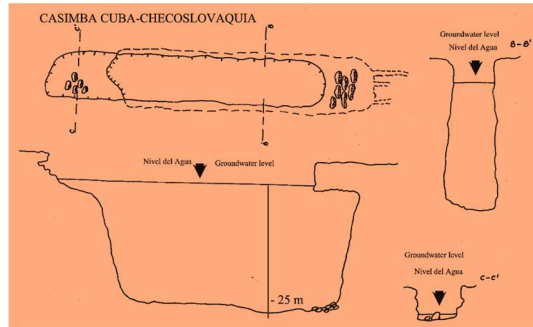 CASIMBA CUBA-CHECOSLOVAQUIA
C'
B
Groundwater level
Nivel del Agua
B-B'
Nivel del Agua Groundwater level
- 25 m
Groundwater level
Nivel del Agua
C-C'